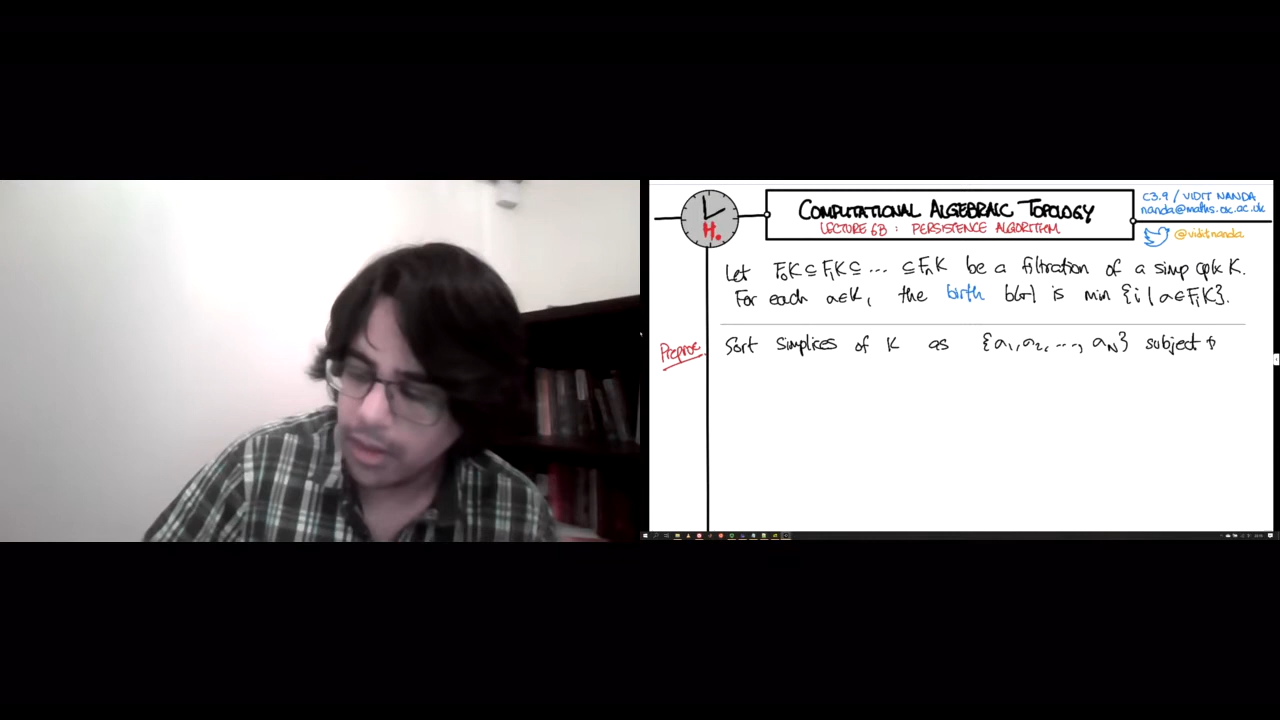 COMPUTATIONAL ALGEBRAIC TOPOLOGY
LECTURE 6B : PERSISTENCE ALGORITHM
C3.9 / VIDIT NANDA
nanda@maths.ox.ac.uk
@viditnanda
H.
Let F₀K ⊆ F₁K ⊆ ... ⊆ FₙK be a filtration of a simp cplx K.
For each σ∈K, the birth b(σ) is min {i | σ∈FᵢK}.
Preproc.
Sort simplices of K as {σ₁, σ₂, ..., σ_N} subject to